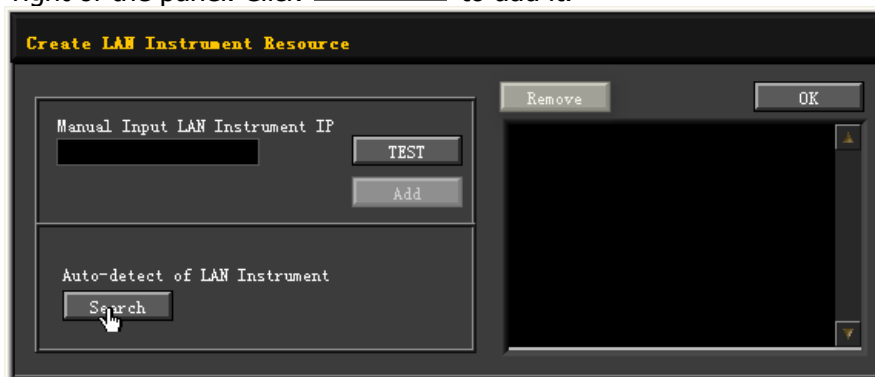 right of the panel. Click to add it.
Create LAN Instrument Resource
Remove
OK
Manual Input LAN Instrument IP
TEST
Add
Auto-detect of LAN Instrument
Search